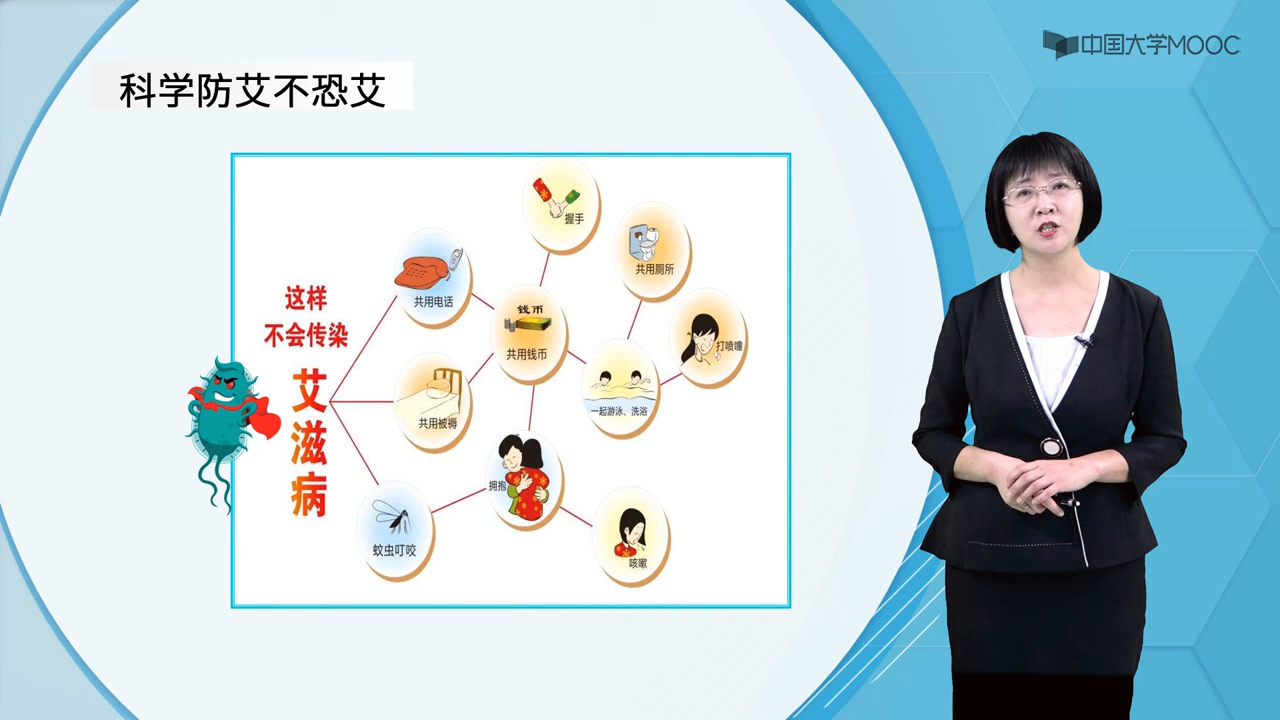 中国大学MOOC
科学防艾不恐艾
这样
不会传染
艾滋病
握手
共用厕所
共用电话
钱币
共用钱币
打喷嚏
共用被褥
一起游泳、洗浴
拥抱
蚊虫叮咬
咳嗽